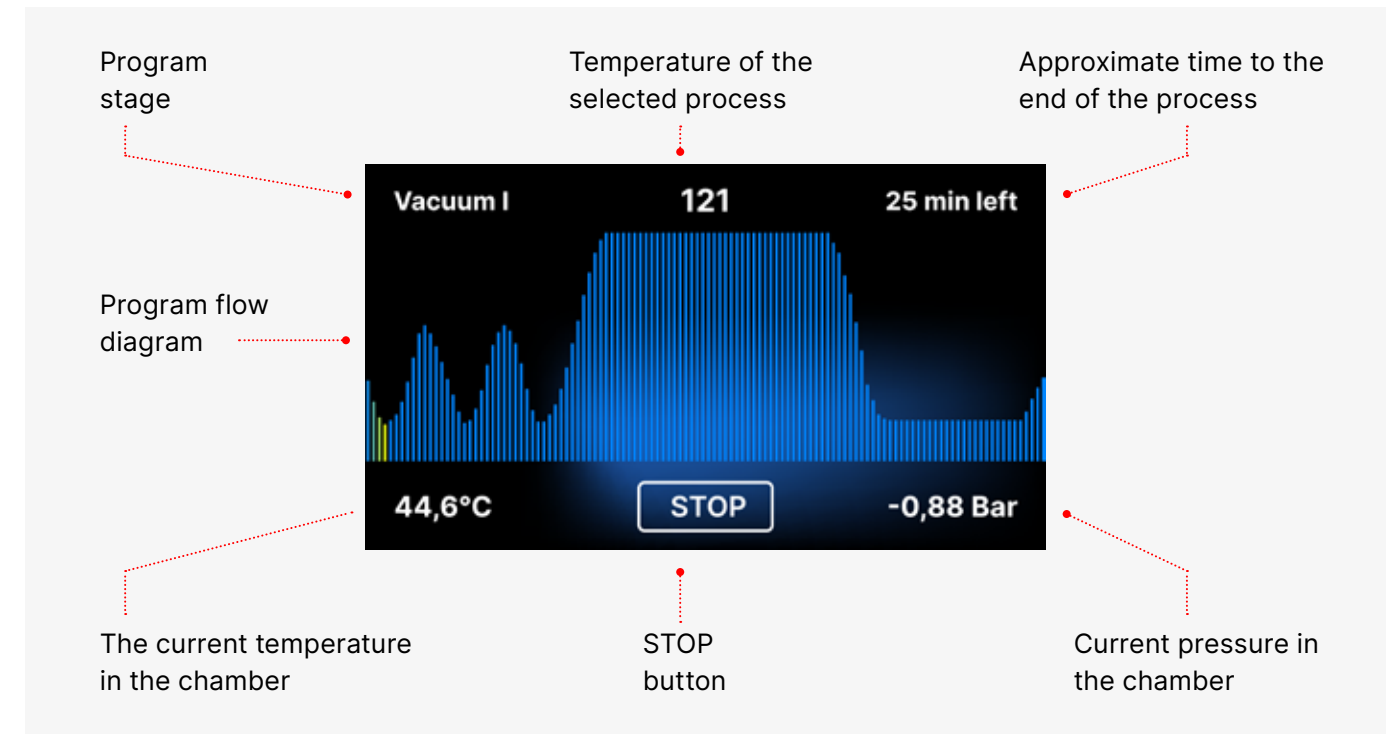 Program
stage
Temperature of the
selected process
Approximate time to the
end of the process
Vacuum I
121
25 min left
Program flow
diagram
44,6°C
STOP
-0,88 Bar
The current temperature
in the chamber
STOP
button
Current pressure in
the chamber